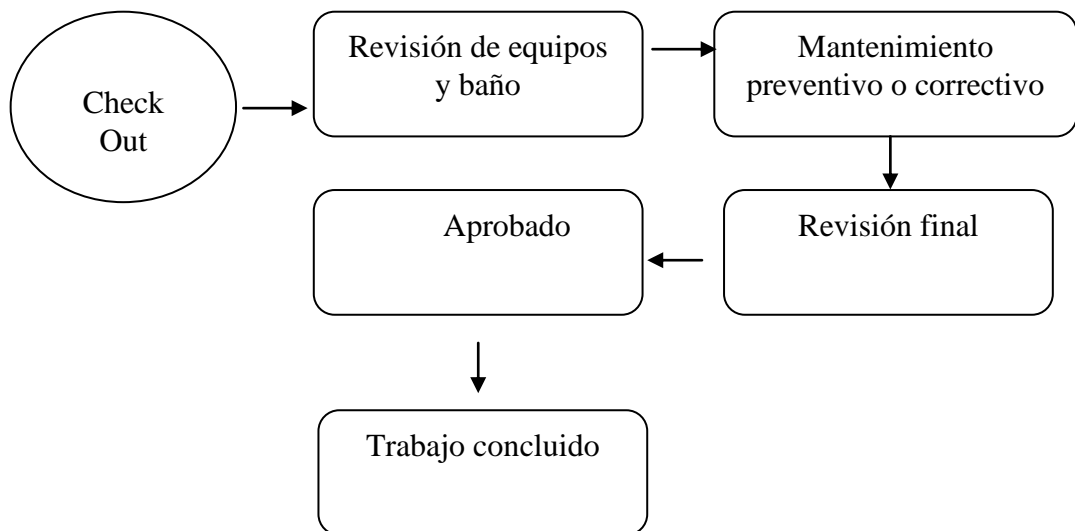 Check
Out
Revisión de equipos
y baño
Mantenimiento
preventivo o correctivo
Revisión final
Aprobado
Trabajo concluido